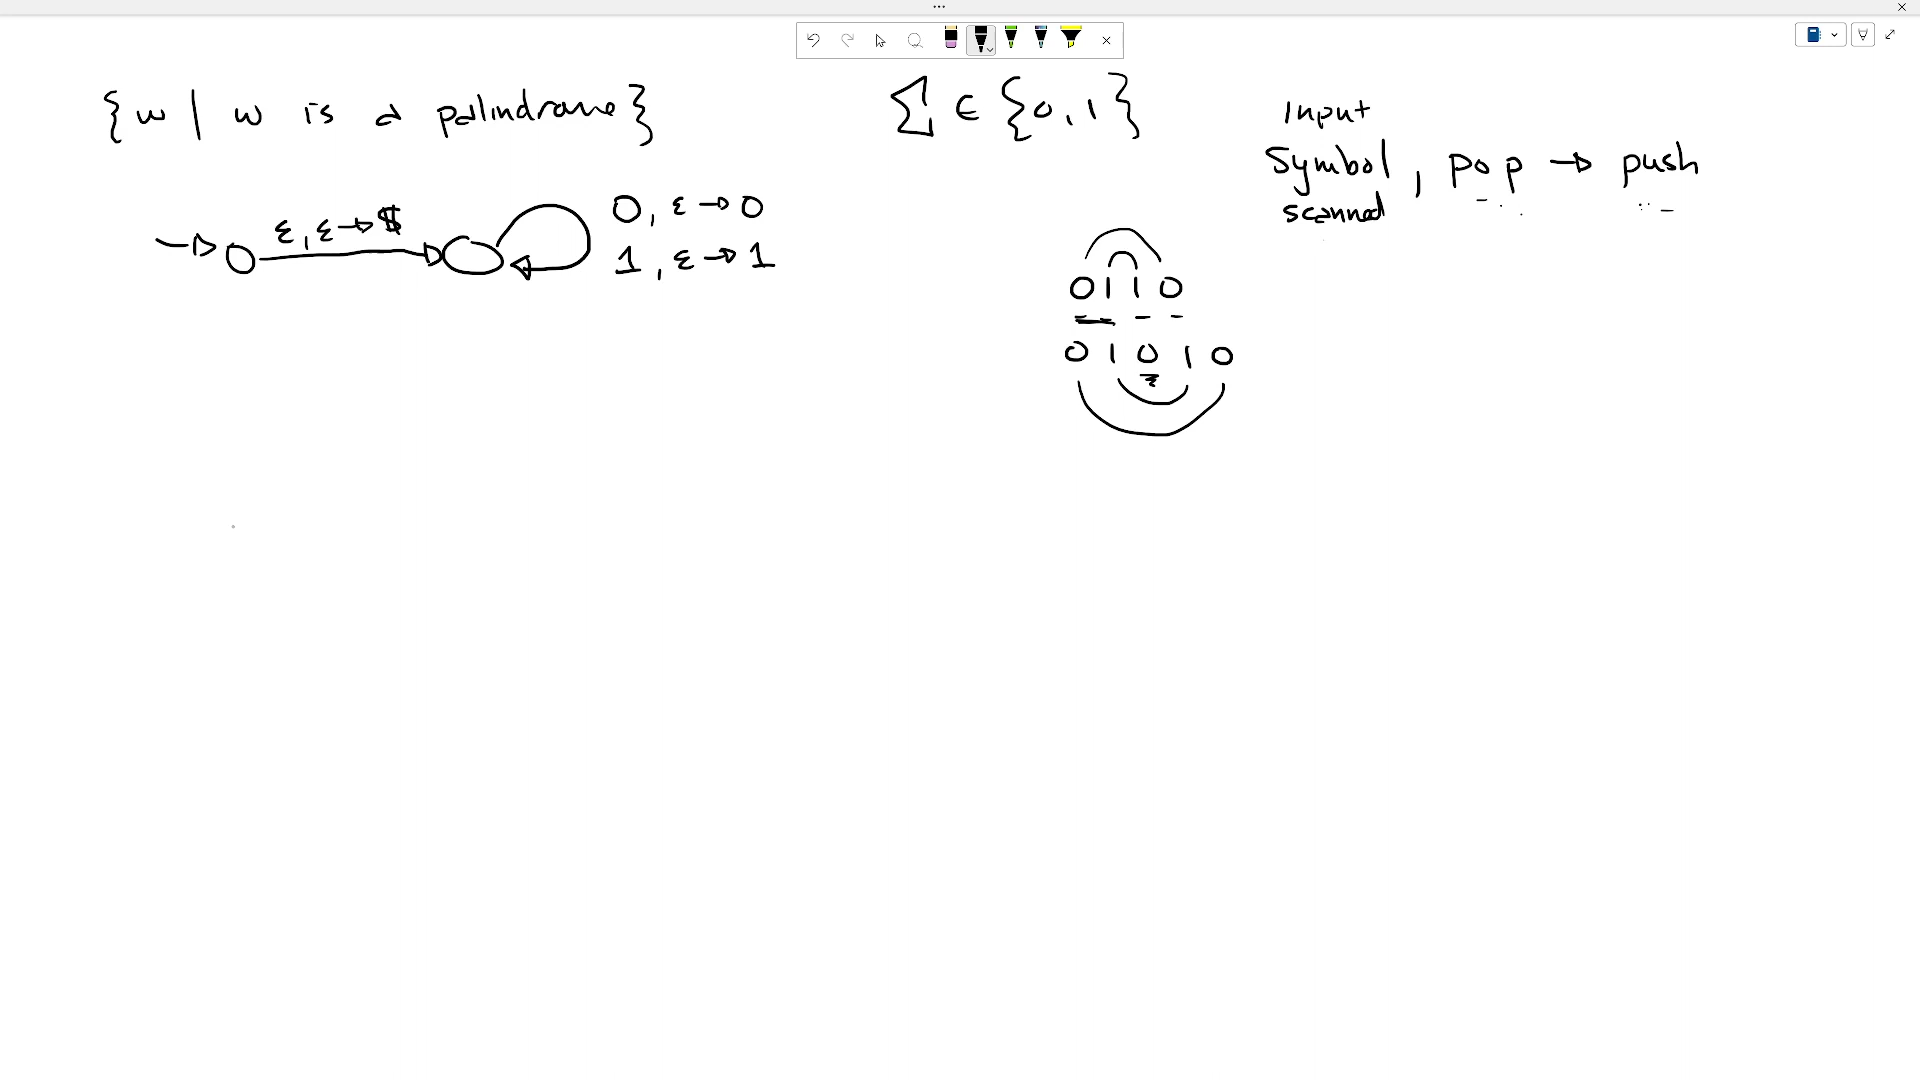 {w | w is a palindrome}
Σ ∈ {0,1}
Input
Symbol, pop → push
scanned
ε, ε → $
0, ε → 0
1, ε → 1
0110
01010